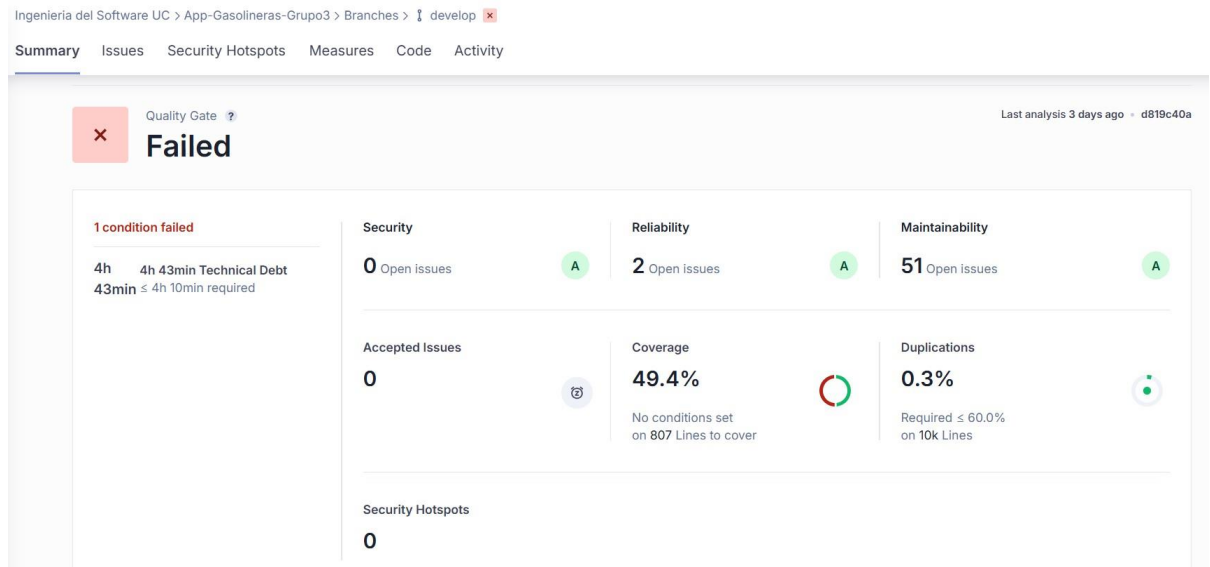 Ingenieria del Software UC > App-Gasolineras-Grupo3 > Branches > develop
Summary Issues Security Hotspots Measures Code Activity
Quality Gate ?
Failed
Last analysis 3 days ago • d819c40a
1 condition failed
4h 43min
4h 43min Technical Debt
≤ 4h 10min required
Security
0 Open issues
A
Reliability
2 Open issues
A
Maintainability
51 Open issues
A
Accepted Issues
0
Coverage
49.4%
No conditions set
on 807 Lines to cover
Duplications
0.3%
Required ≤ 60.0%
on 10k Lines
Security Hotspots
0